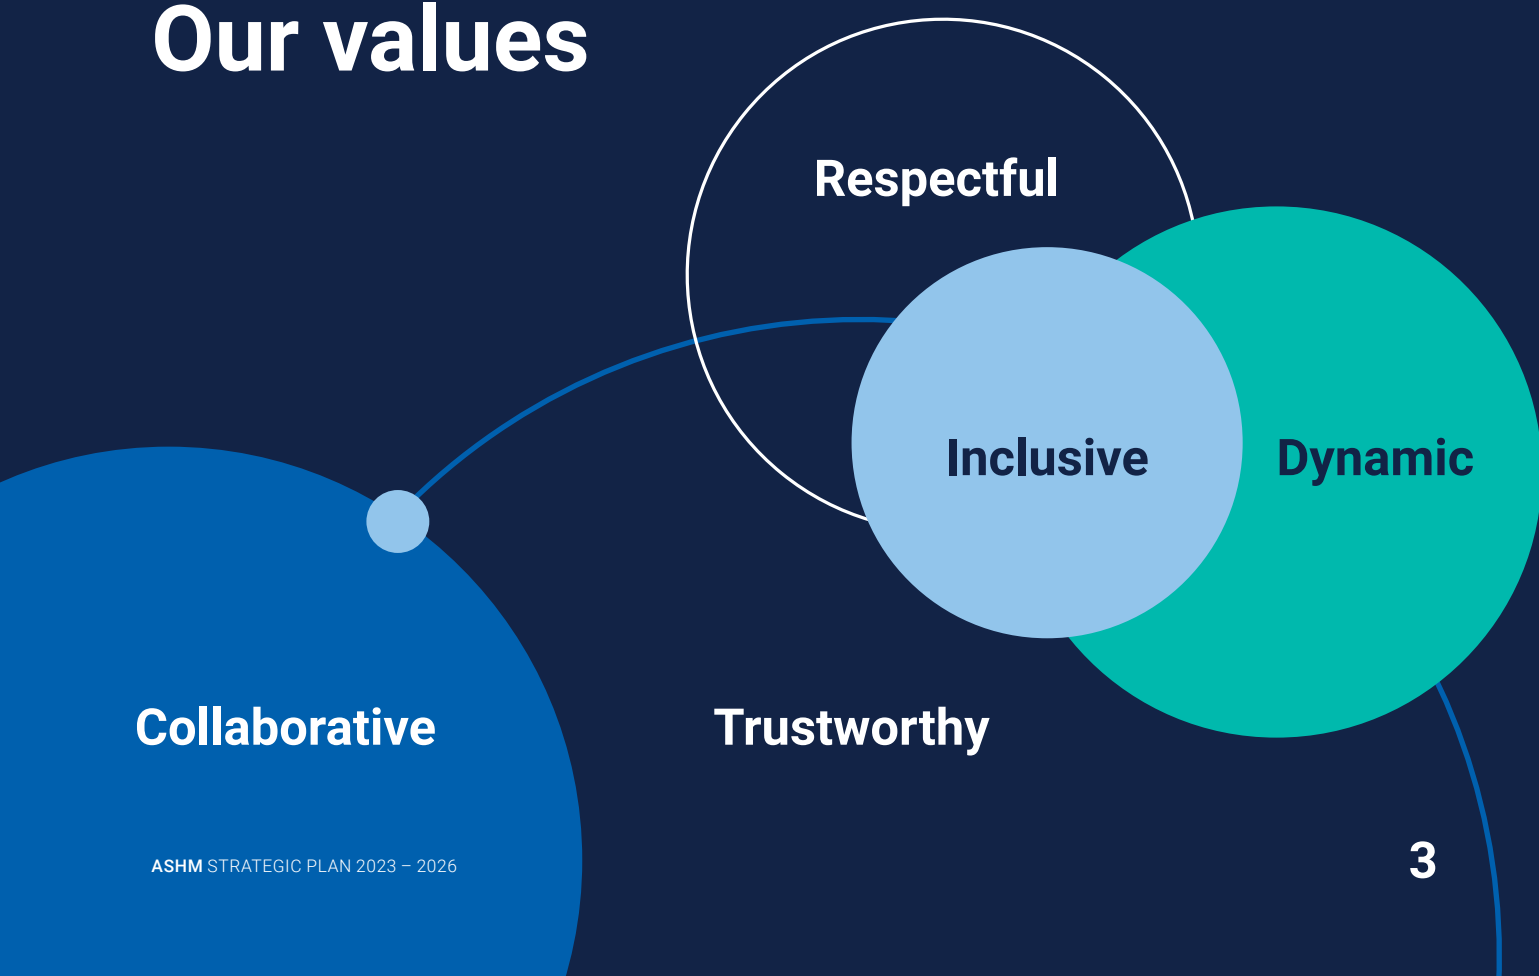 Our values
Respectful
Inclusive
Dynamic
Collaborative
Trustworthy
ASHM STRATEGIC PLAN 2023 – 2026
3